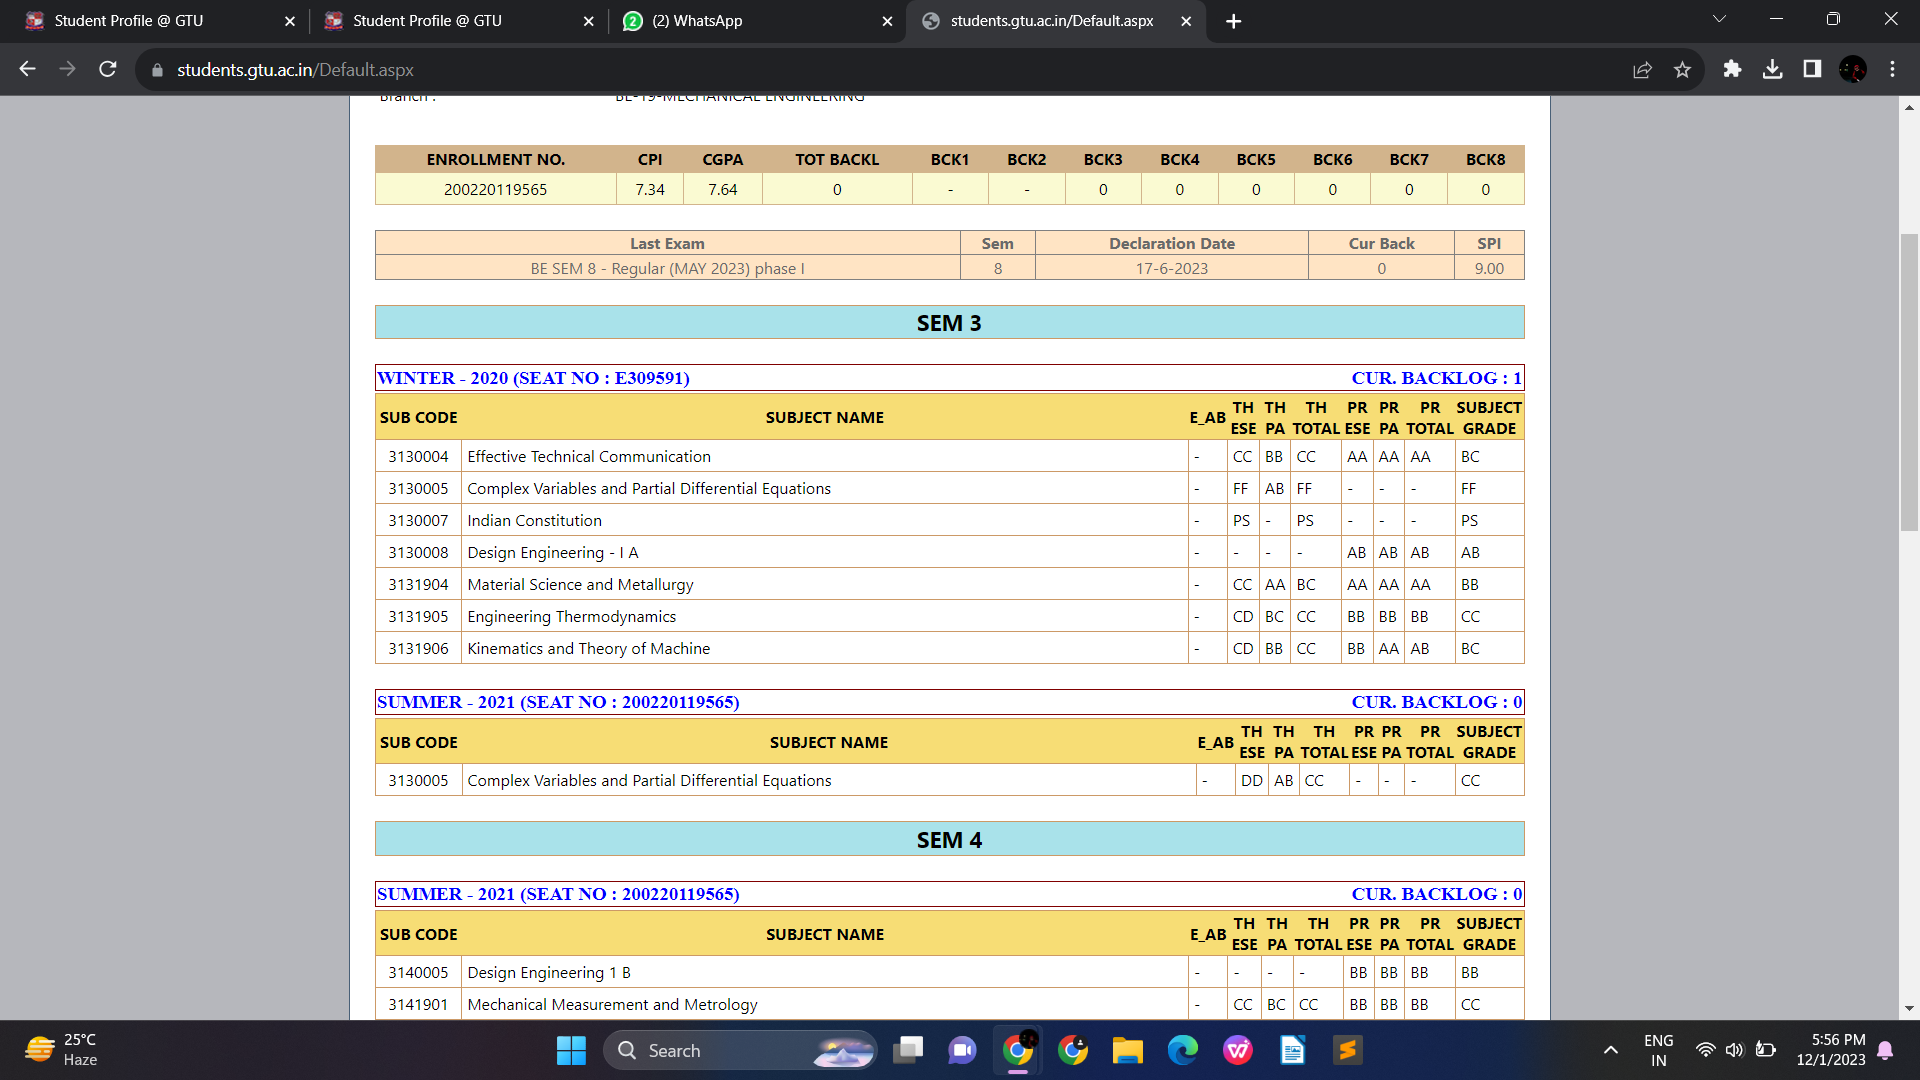 Student Profile @ GTU
Student Profile @ GTU
(2) WhatsApp
students.gtu.ac.in/Default.aspx
students.gtu.ac.in/Default.aspx
Branch : BE-19-MECHANICAL ENGINEERING
ENROLLMENT NO. CPI CGPA TOT BACKL BCK1 BCK2 BCK3 BCK4 BCK5 BCK6 BCK7 BCK8
200220119565 7.34 7.64 0 - - 0 0 0 0 0 0
Last Exam Sem Declaration Date Cur Back SPI
BE SEM 8 - Regular (MAY 2023) phase I 8 17-6-2023 0 9.00
SEM 3
WINTER - 2020 (SEAT NO : E309591) CUR. BACKLOG : 1
SUB CODE SUBJECT NAME E_AB TH ESE TH PA TH TOTAL PR ESE PR PA PR TOTAL SUBJECT GRADE
3130004 Effective Technical Communication - CC BB CC AA AA AA BC
3130005 Complex Variables and Partial Differential Equations - FF AB FF - - - FF
3130007 Indian Constitution - PS - PS - - - PS
3130008 Design Engineering - I A - - - - AB AB AB AB
3131904 Material Science and Metallurgy - CC AA BC AA AA AA BB
3131905 Engineering Thermodynamics - CD BC CC BB BB BB CC
3131906 Kinematics and Theory of Machine - CD BB CC BB AA AB BC
SUMMER - 2021 (SEAT NO : 200220119565) CUR. BACKLOG : 0
SUB CODE SUBJECT NAME E_AB TH ESE TH PA TH TOTAL PR ESE PR PA PR TOTAL SUBJECT GRADE
3130005 Complex Variables and Partial Differential Equations - DD AB CC - - - CC
SEM 4
SUMMER - 2021 (SEAT NO : 200220119565) CUR. BACKLOG : 0
SUB CODE SUBJECT NAME E_AB TH ESE TH PA TH TOTAL PR ESE PR PA PR TOTAL SUBJECT GRADE
3140005 Design Engineering 1 B - - - - BB BB BB BB
3141901 Mechanical Measurement and Metrology - CC BC CC BB BB BB CC
25°C
Haze
Search
ENG
IN
5:56 PM
12/1/2023